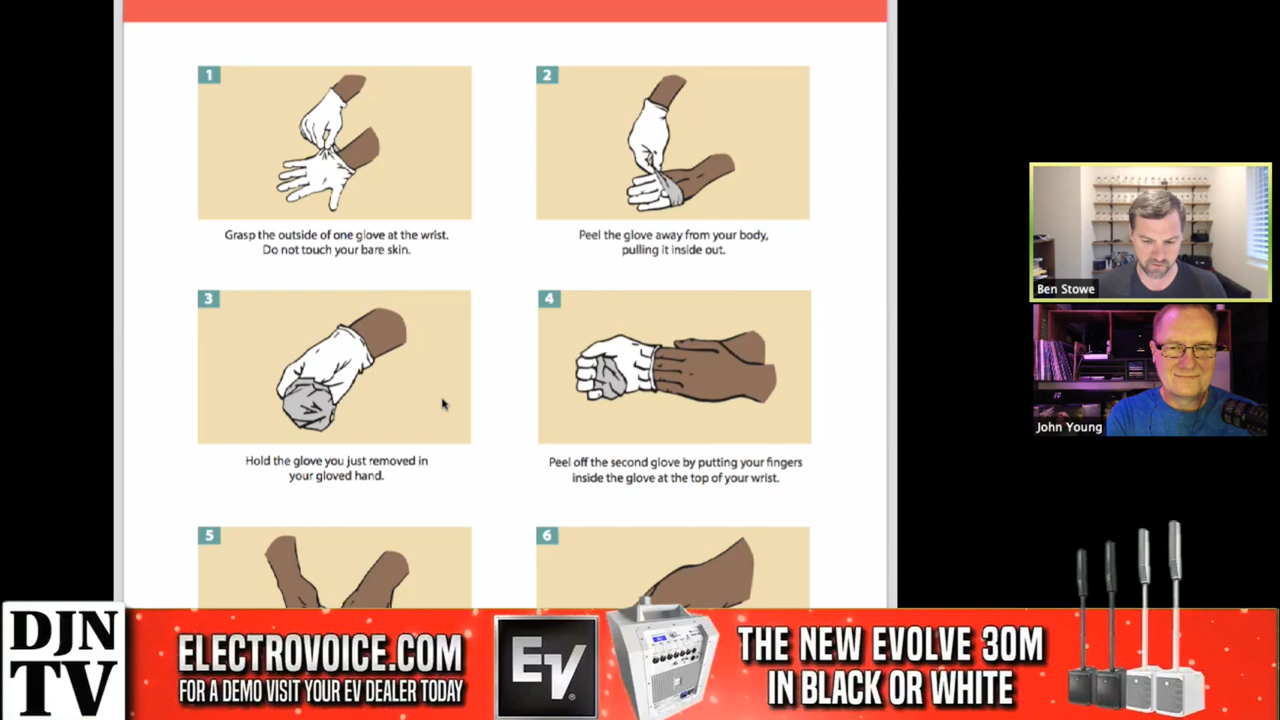 1
2
Grasp the outside of one glove at the wrist.
Do not touch your bare skin.
Peel the glove away from your body,
pulling it inside out.
3
4
Hold the glove you just removed in
your gloved hand.
Peel off the second glove by putting your fingers
inside the glove at the top of your wrist.
5
6
Ben Stowe
John Young
DJN
TV
ELECTROVOICE.COM
FOR A DEMO VISIT YOUR EV DEALER TODAY
EV
THE NEW EVOLVE 30M
IN BLACK OR WHITE